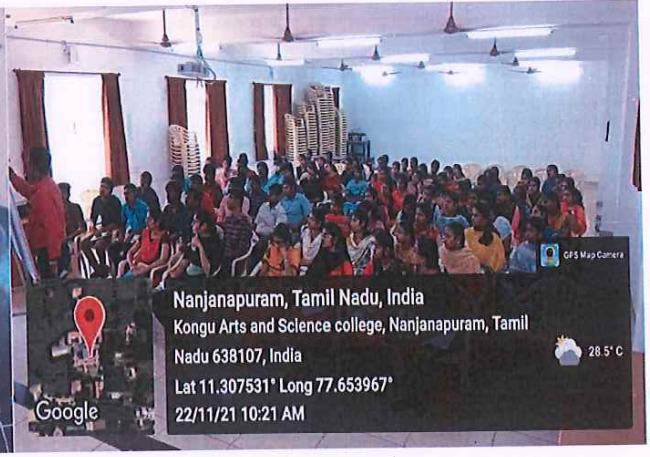 GPS Map Camera
Nanjanapuram, Tamil Nadu, India
Kongu Arts and Science college, Nanjanapuram, Tamil
Nadu 638107, India
28.5° C
Lat 11.307531° Long 77.653967°
22/11/21 10:21 AM
Google